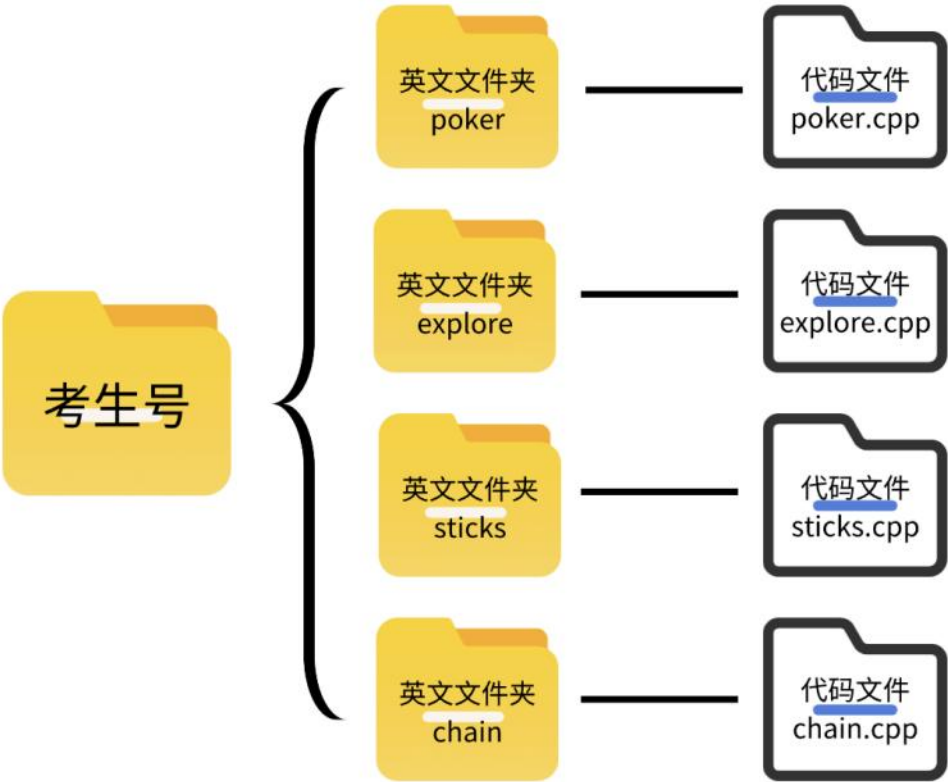 英文文件夹
poker
代码文件
poker.cpp
英文文件夹
explore
代码文件
explore.cpp
考生号
英文文件夹
sticks
代码文件
sticks.cpp
英文文件夹
chain
代码文件
chain.cpp